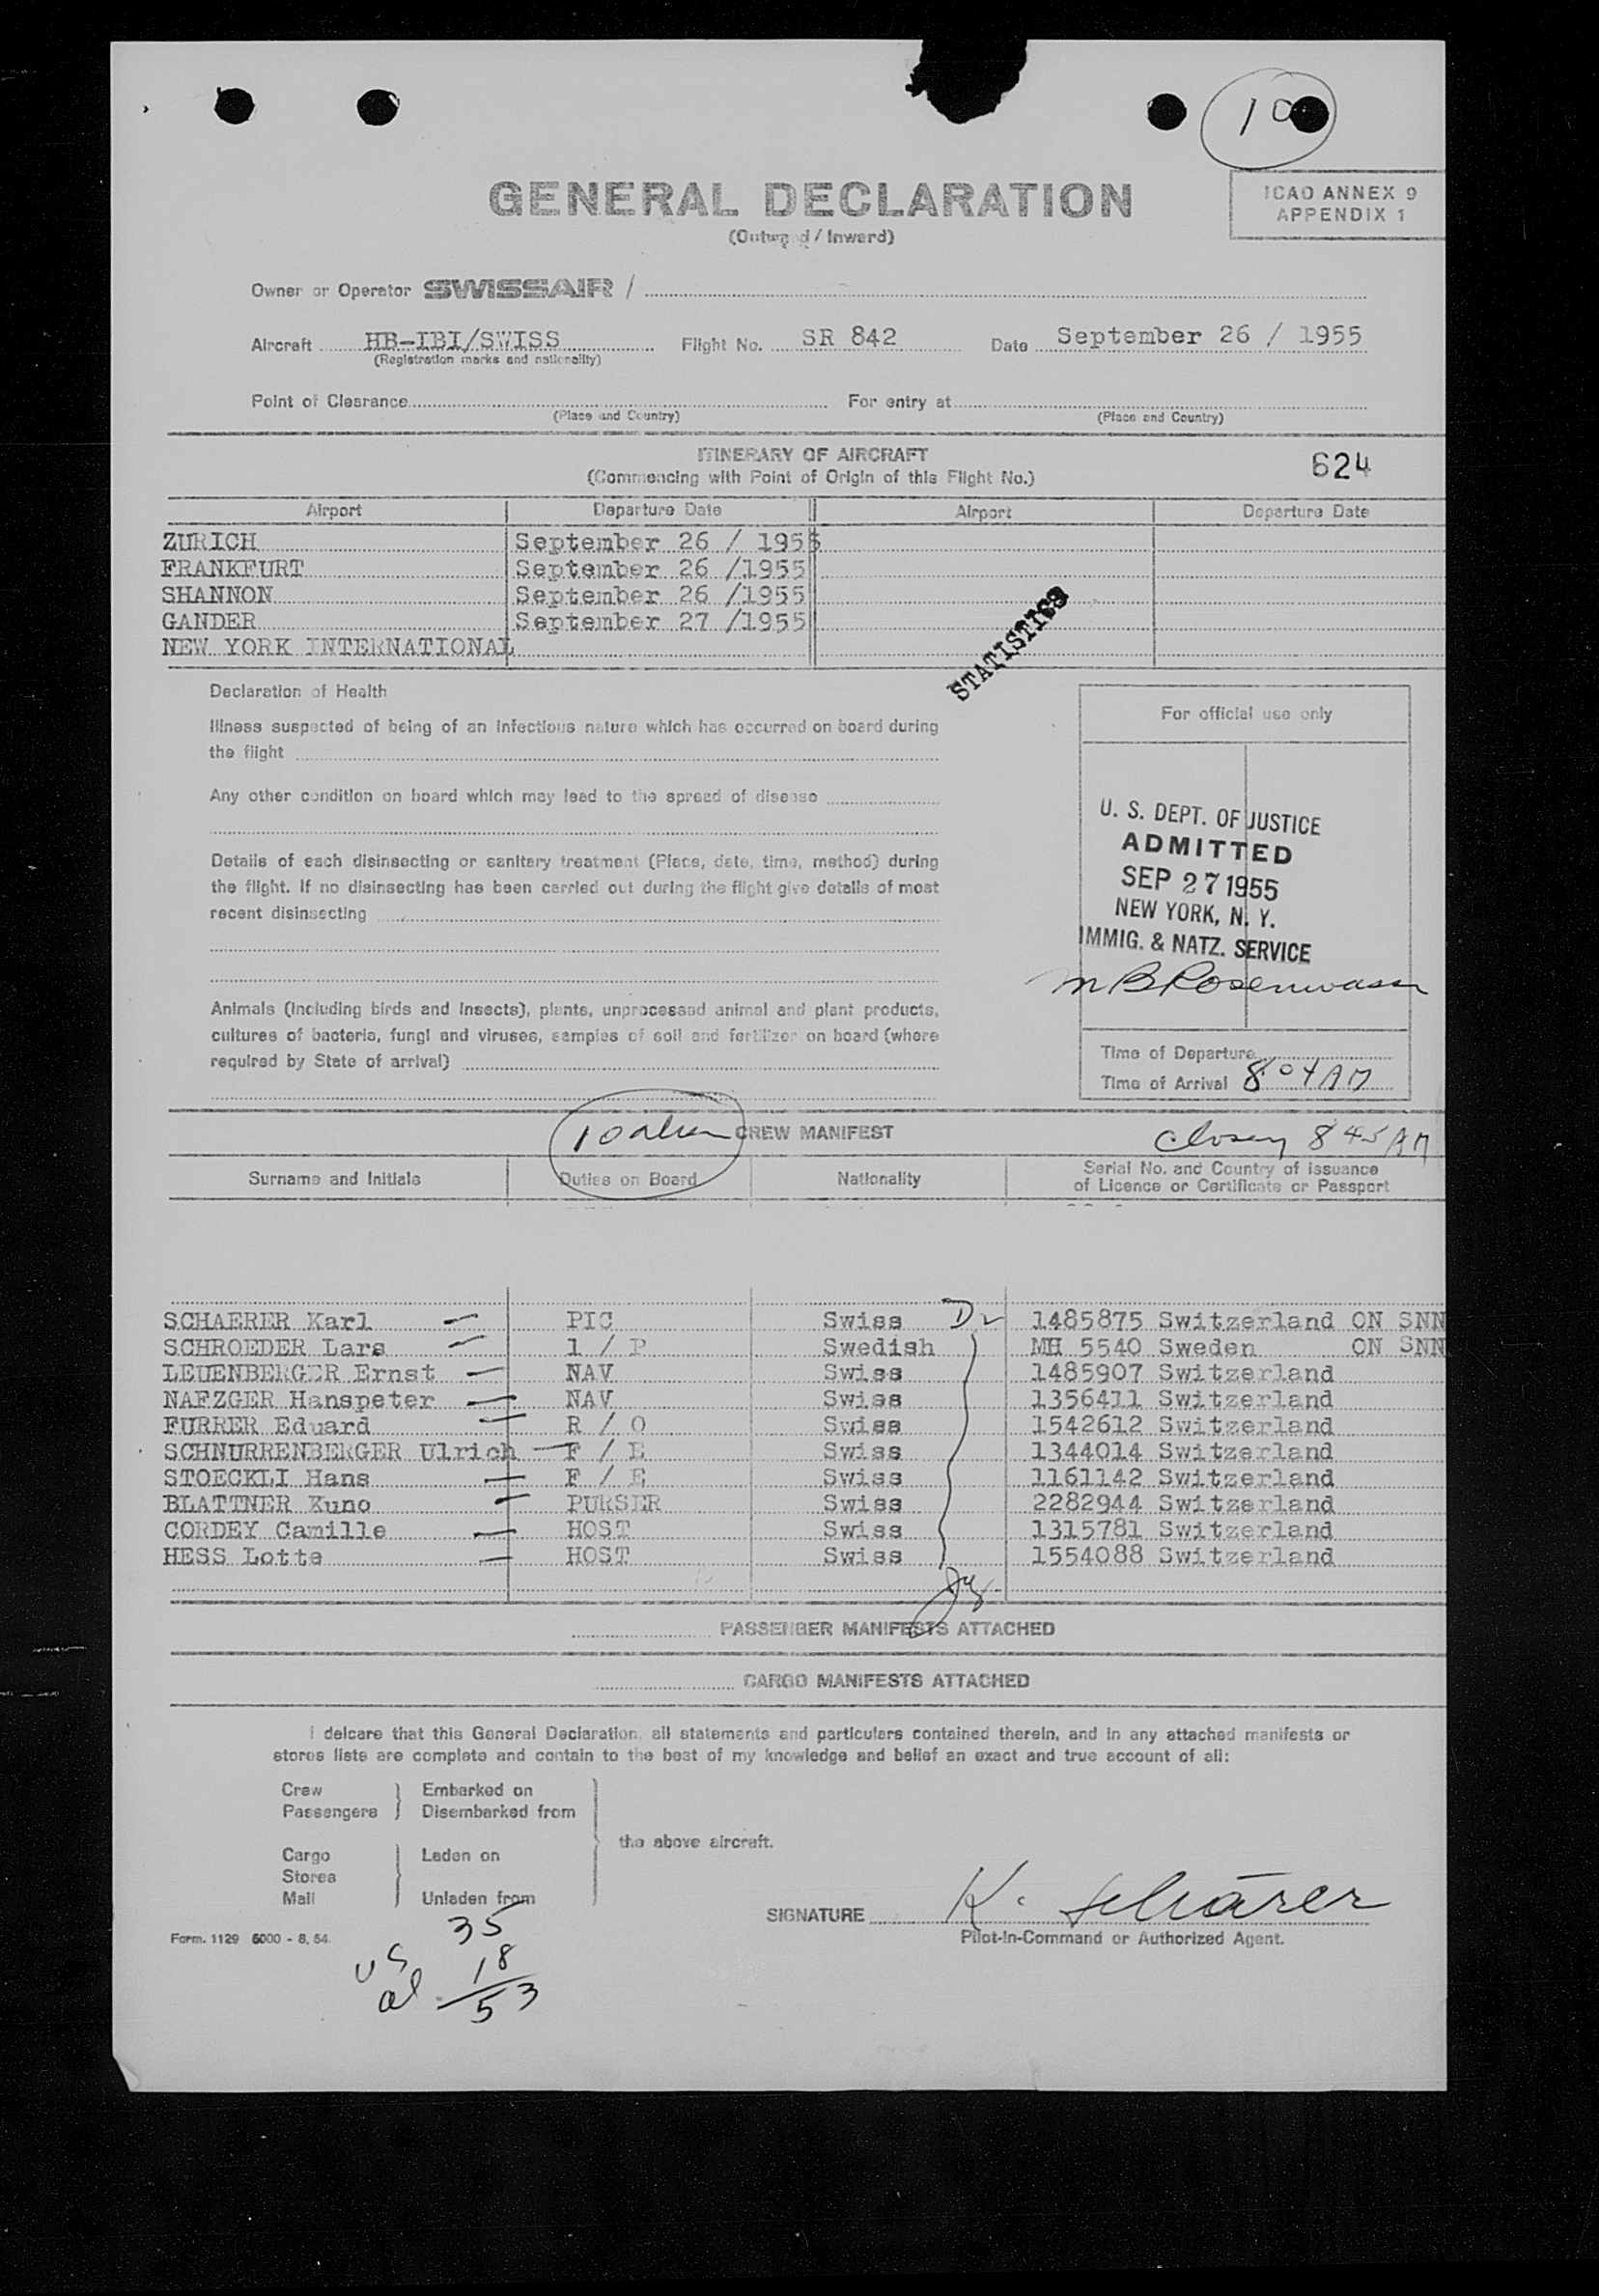 10
GENERAL DECLARATION
(Outward / Inward)
ICAO ANNEX 9
APPENDIX 1
Owner or Operator SWISSAIR /
Aircraft HB-IBI/SWISS Flight No. SR 842 Date September 26 / 1955
(Registration marks and nationality)
Point of Clearance For entry at
(Place and Country) (Place and Country)
ITINERARY OF AIRCRAFT
(Commencing with Point of Origin of this Flight No.)
624
Airport Departure Date Airport Departure Date
ZURICH September 26 / 1955
FRANKFURT September 26 /1955
SHANNON September 26 /1955
GANDER September 27 /1955
NEW YORK INTERNATIONAL
STATISTICS
Declaration of Health
Illness suspected of being of an infectious nature which has occurred on board during
the flight
Any other condition on board which may lead to the spread of disease
Details of each disinsecting or sanitary treatment (Place, date, time, method) during
the flight. If no disinsecting has been carried out during the flight give details of most
recent disinsecting
Animals (including birds and insects), plants, unprocessed animal and plant products,
cultures of bacteria, fungi and viruses, samples of soil and fertilizer on board (where
required by State of arrival)
For official use only
U. S. DEPT. OF JUSTICE
ADMITTED
SEP 27 1955
NEW YORK, N. Y.
IMMIG. & NATZ. SERVICE
M B Rosenwasser
Time of Departure
Time of Arrival 8:04 AM
10 alien CREW MANIFEST closey 845 AM
Surname and Initials Duties on Board Nationality Serial No. and Country of issuance
of Licence or Certificate or Passport
SCHAERER Karl PIC Swiss 1485875 Switzerland ON SNN
SCHROEDER Lars 1 / P Swedish MH 5540 Sweden ON SNN
LEUENBERGER Ernst NAV Swiss 1485907 Switzerland
NAFZGER Hanspeter NAV Swiss 1356411 Switzerland
FURRER Eduard R / O Swiss 1542612 Switzerland
SCHNURRENBERGER Ulrich F / E Swiss 1344014 Switzerland
STOECKLI Hans F / E Swiss 1161142 Switzerland
BLATTNER Kuno PURSER Swiss 2282944 Switzerland
CORDEY Camille HOST Swiss 1315781 Switzerland
HESS Lotte HOST Swiss 1554088 Switzerland
PASSENGER MANIFESTS ATTACHED
CARGO MANIFESTS ATTACHED
I delcare that this General Declaration, all statements and particulars contained therein, and in any attached manifests or
stores lists are complete and contain to the best of my knowledge and belief an exact and true account of all:
Crew Embarked on
Passengers Disembarked from
the above aircraft.
Cargo Laden on
Stores
Mail Unladen from
SIGNATURE K. Schärer
Pilot-in-Command or Authorized Agent.
Form. 1129 5000 - 8. 54.
35
us 18
al 53